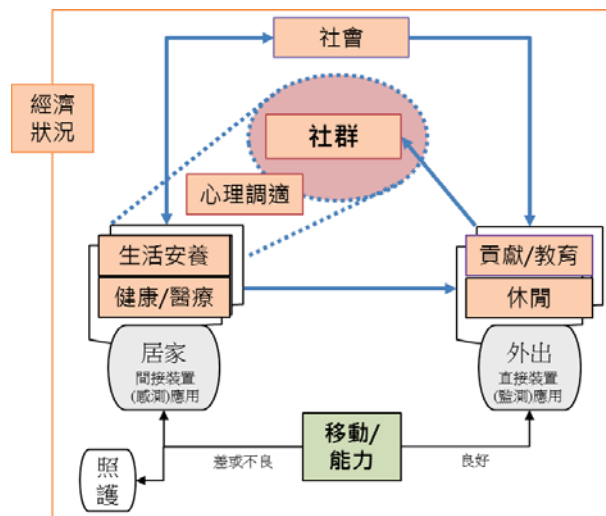 社會
經濟
狀況
社群
心理調適
生活安養
健康/醫療
貢獻/教育
休閒
居家
間接裝置
(感測)應用
外出
直接裝置
(監測)應用
移動/
能力
差或不良
良好
照
護